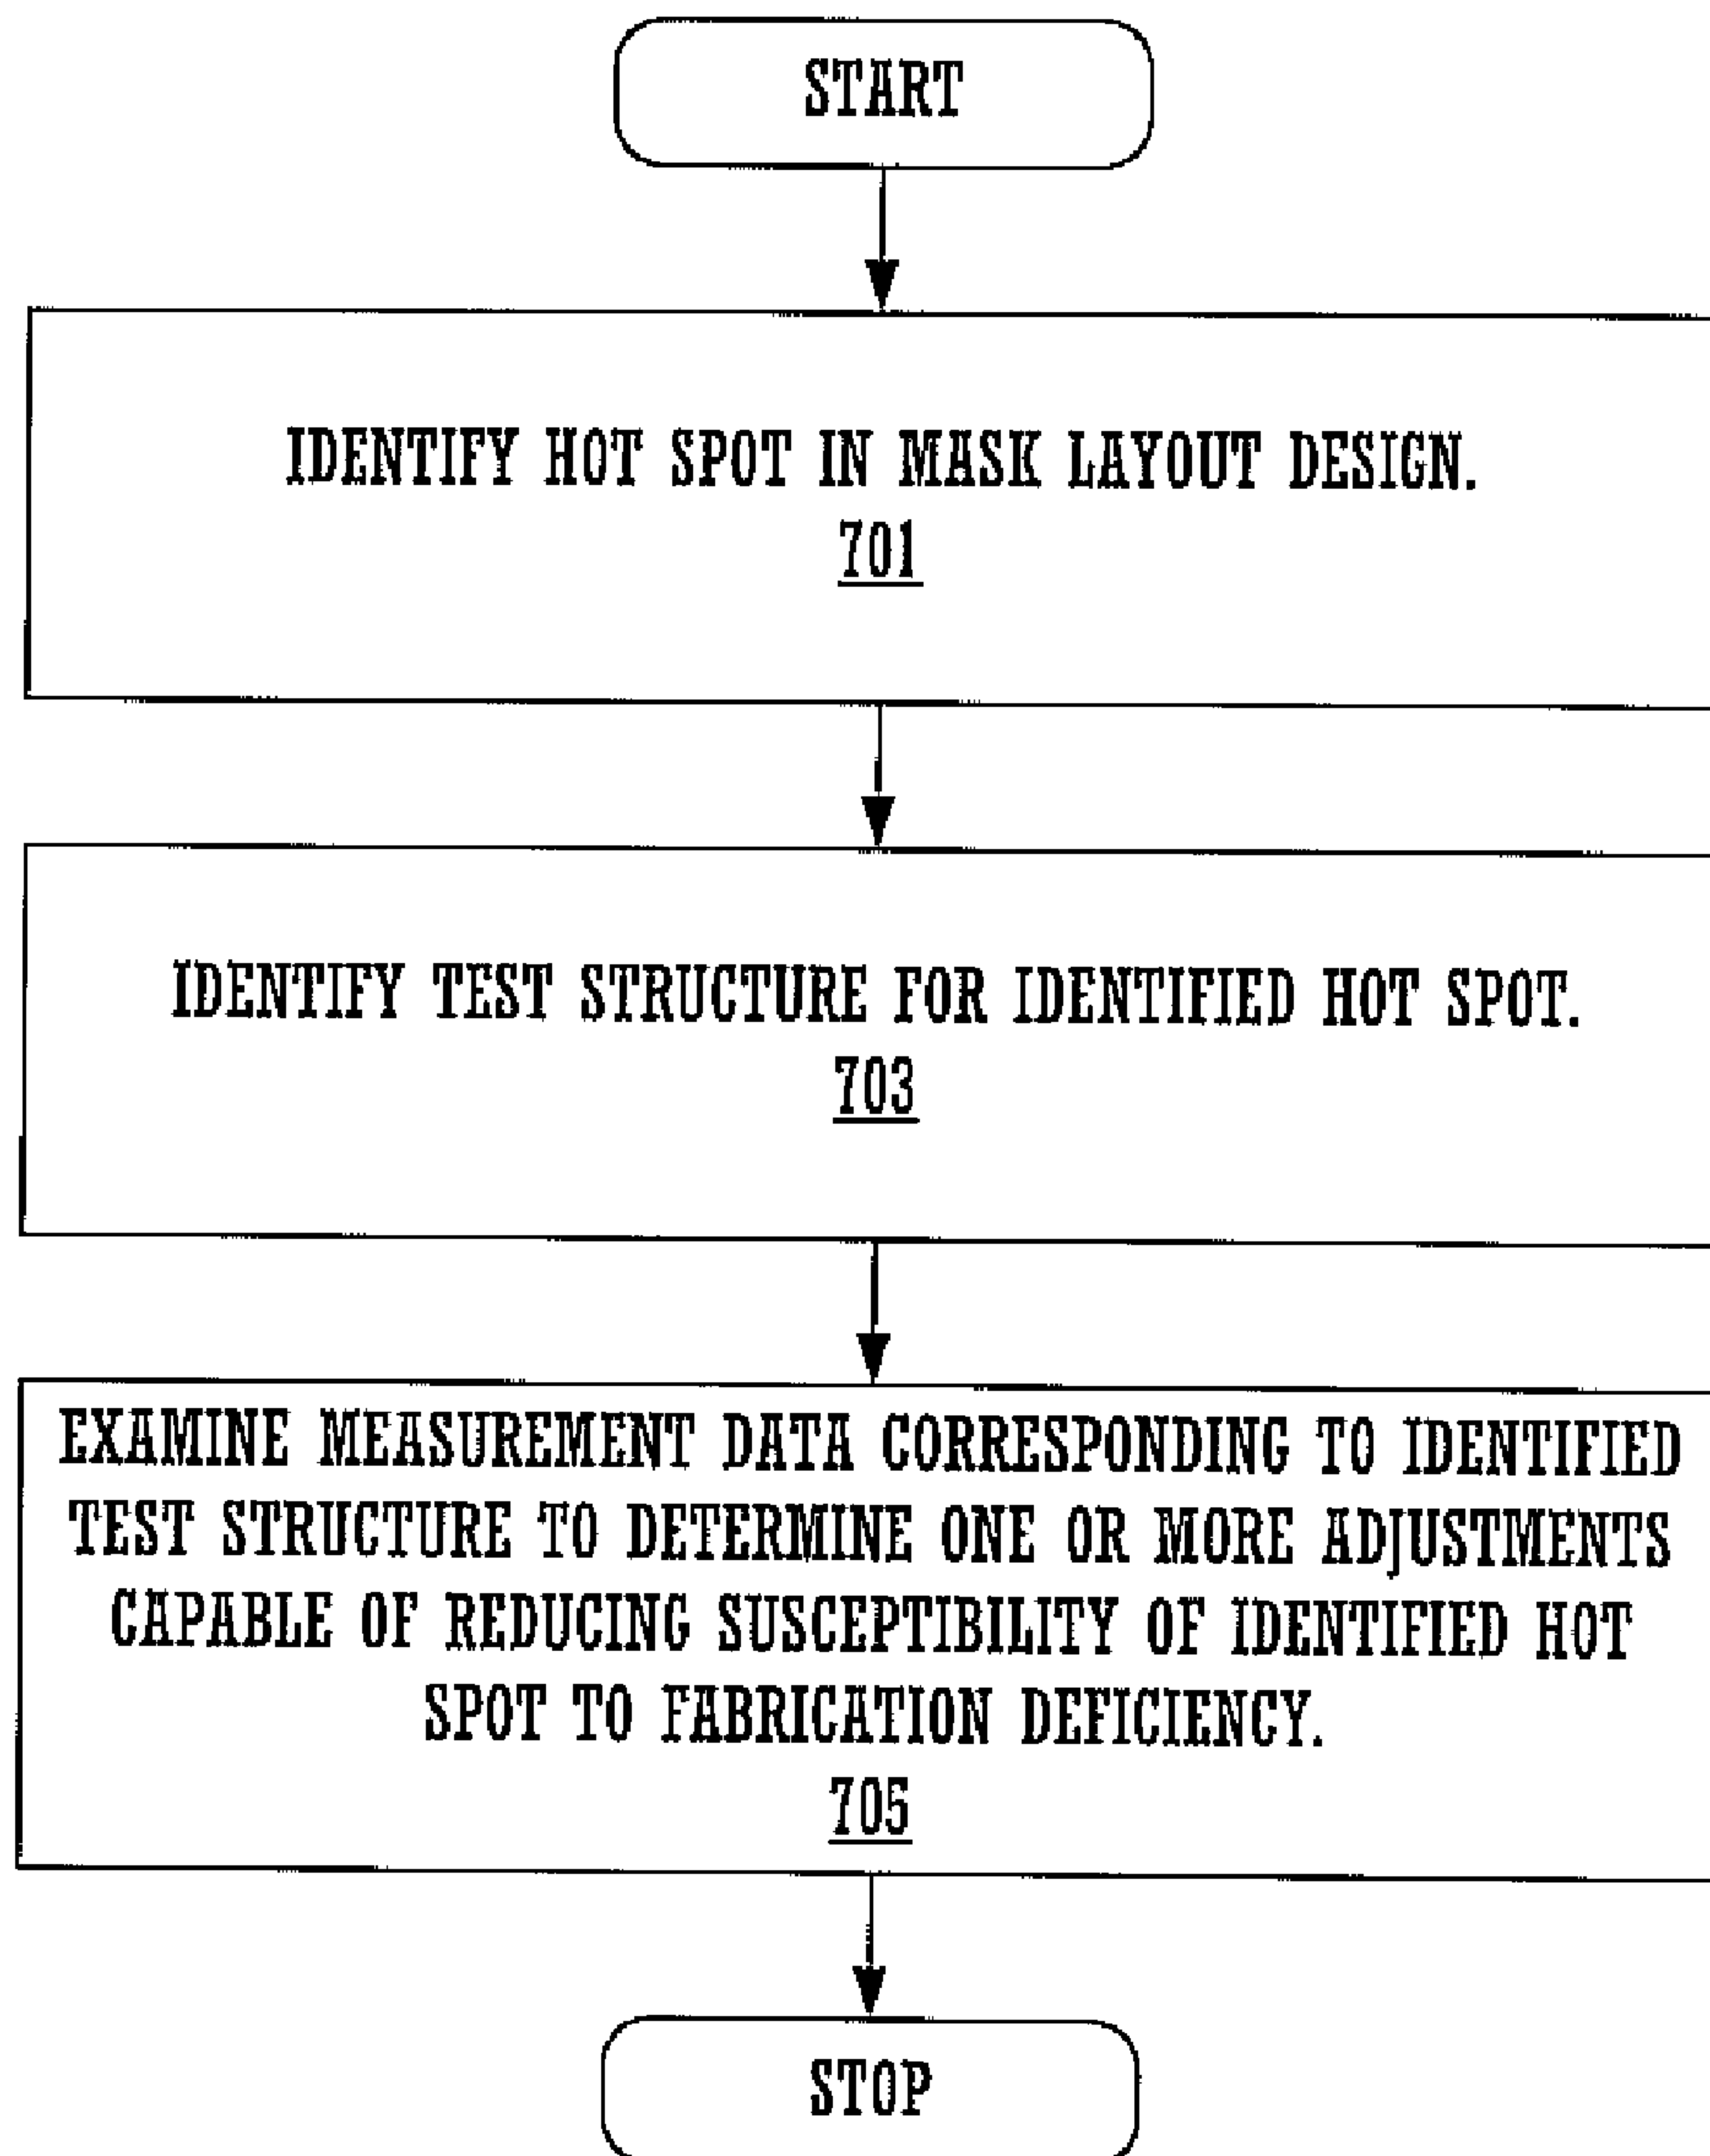 START
IDENTIFY HOT SPOT IN MASK LAYOUT DESIGN.
701
IDENTIFY TEST STRUCTURE FOR IDENTIFIED HOT SPOT.
703
EXAMINE MEASUREMENT DATA CORRESPONDING TO IDENTIFIED
TEST STRUCTURE TO DETERMINE ONE OR MORE ADJUSTMENTS
CAPABLE OF REDUCING SUSCEPTIBILITY OF IDENTIFIED HOT
SPOT TO FABRICATION DEFICIENCY.
705
STOP